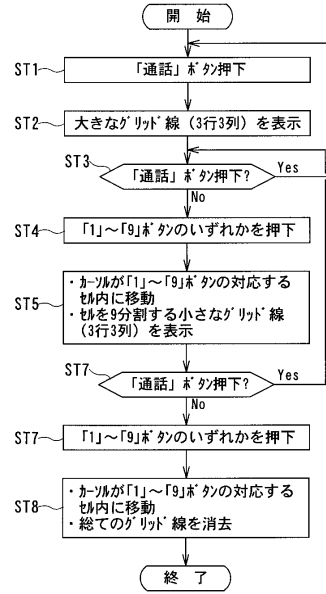 開 始
ST1 「通話」ﾎﾞﾀﾝ押下
ST2 大きなｸﾞﾘｯﾄﾞ線（3行3列）を表示
ST3 「通話」ﾎﾞﾀﾝ押下? Yes
No
ST4 「1」～「9」ﾎﾞﾀﾝのいずれかを押下
・ｶｰｿﾙが「1」～「9」ﾎﾞﾀﾝの対応する
セル内に移動
ST5 ・ｾﾙを9分割する小さなｸﾞﾘｯﾄﾞ線
（3行3列）を表示
ST7 「通話」ﾎﾞﾀﾝ押下? Yes
No
ST7 「1」～「9」ﾎﾞﾀﾝのいずれかを押下
・ｶｰｿﾙが「1」～「9」ﾎﾞﾀﾝの対応する
ST8 ｾﾙ内に移動
・総てのｸﾞﾘｯﾄﾞ線を消去
終 了